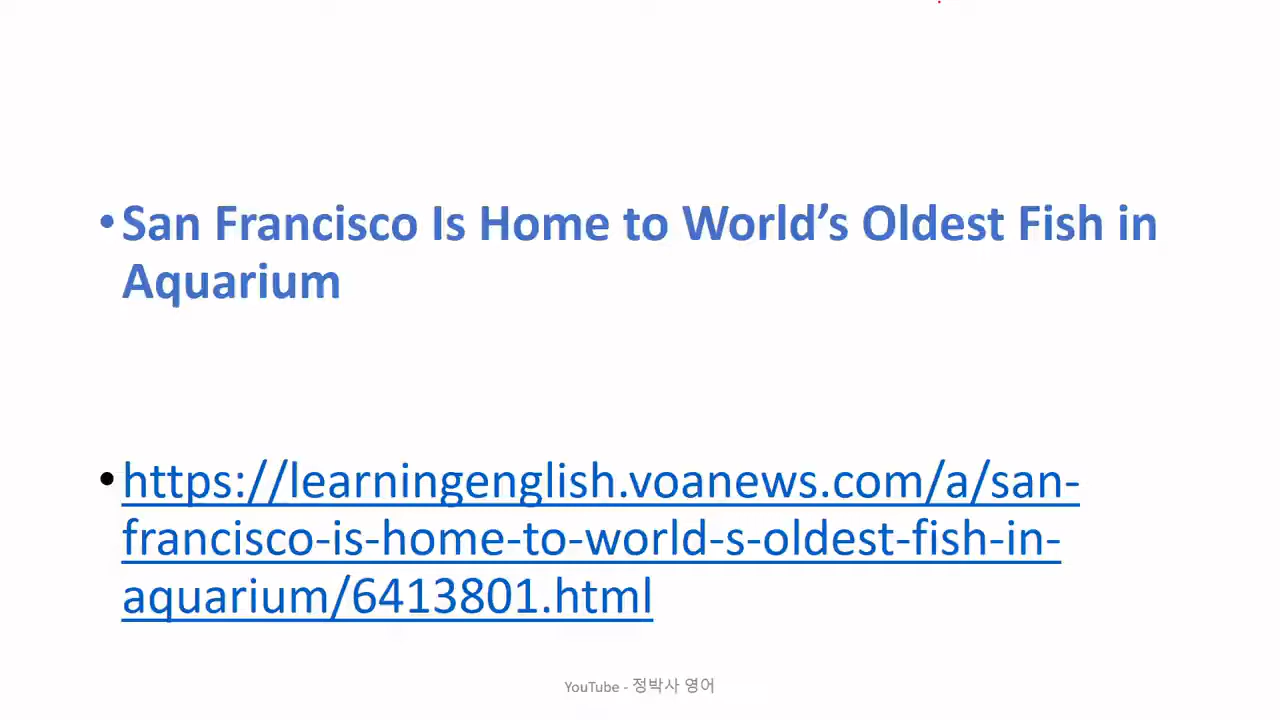 •San Francisco Is Home to World’s Oldest Fish in
Aquarium
•https://learningenglish.voanews.com/a/san-
francisco-is-home-to-world-s-oldest-fish-in-
aquarium/6413801.html
YouTube - 정박사 영어